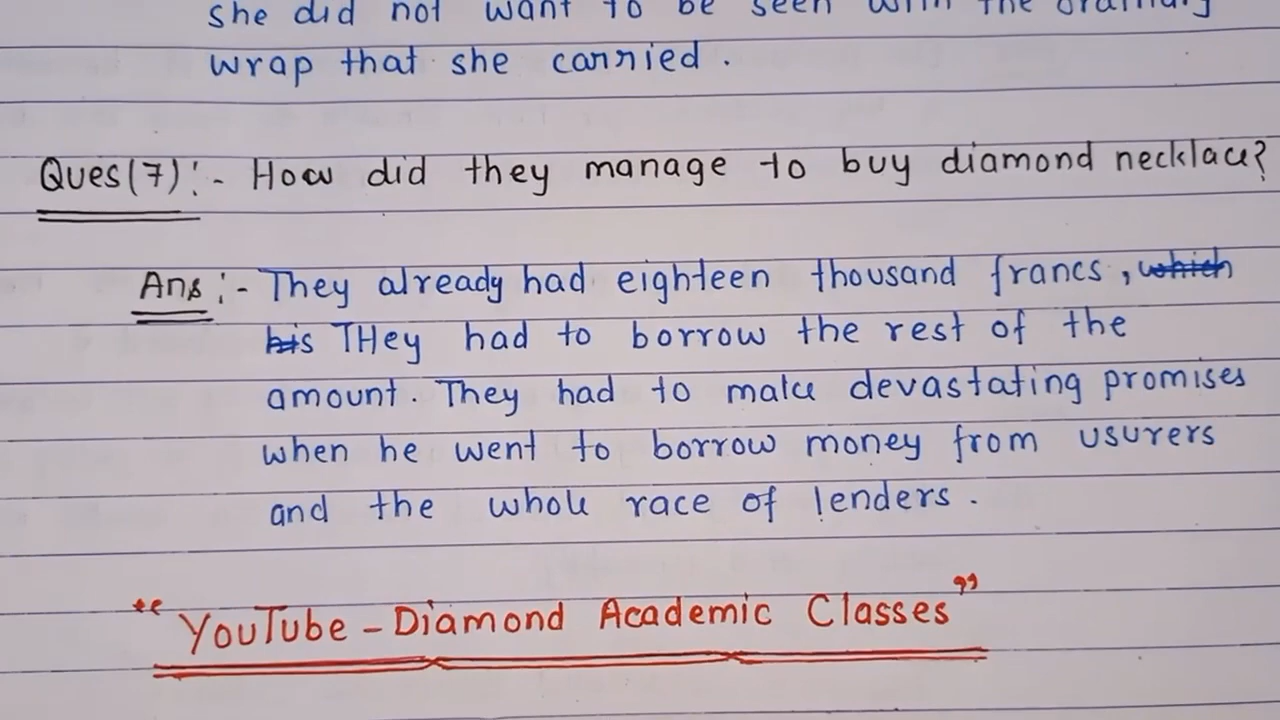 she did not want to be seen with the ordinary
wrap that she carried.
Ques(7):- How did they manage to buy diamond necklace?
Ans:- They already had eighteen thousand francs, which
his THey had to borrow the rest of the
amount. They had to make devastating promises
when he went to borrow money from usurers
and the whole race of lenders.
"YouTube - Diamond Academic Classes"